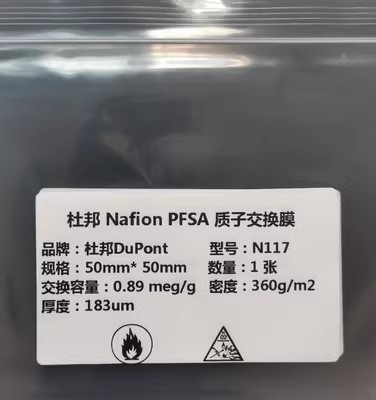 杜邦 Nafion PFSA 质子交换膜
品牌：杜邦DuPont 型号：N117
规格：50mm* 50mm 数量：1 张
交换容量：0.89 meg/g 密度：360g/m2
厚度：183um